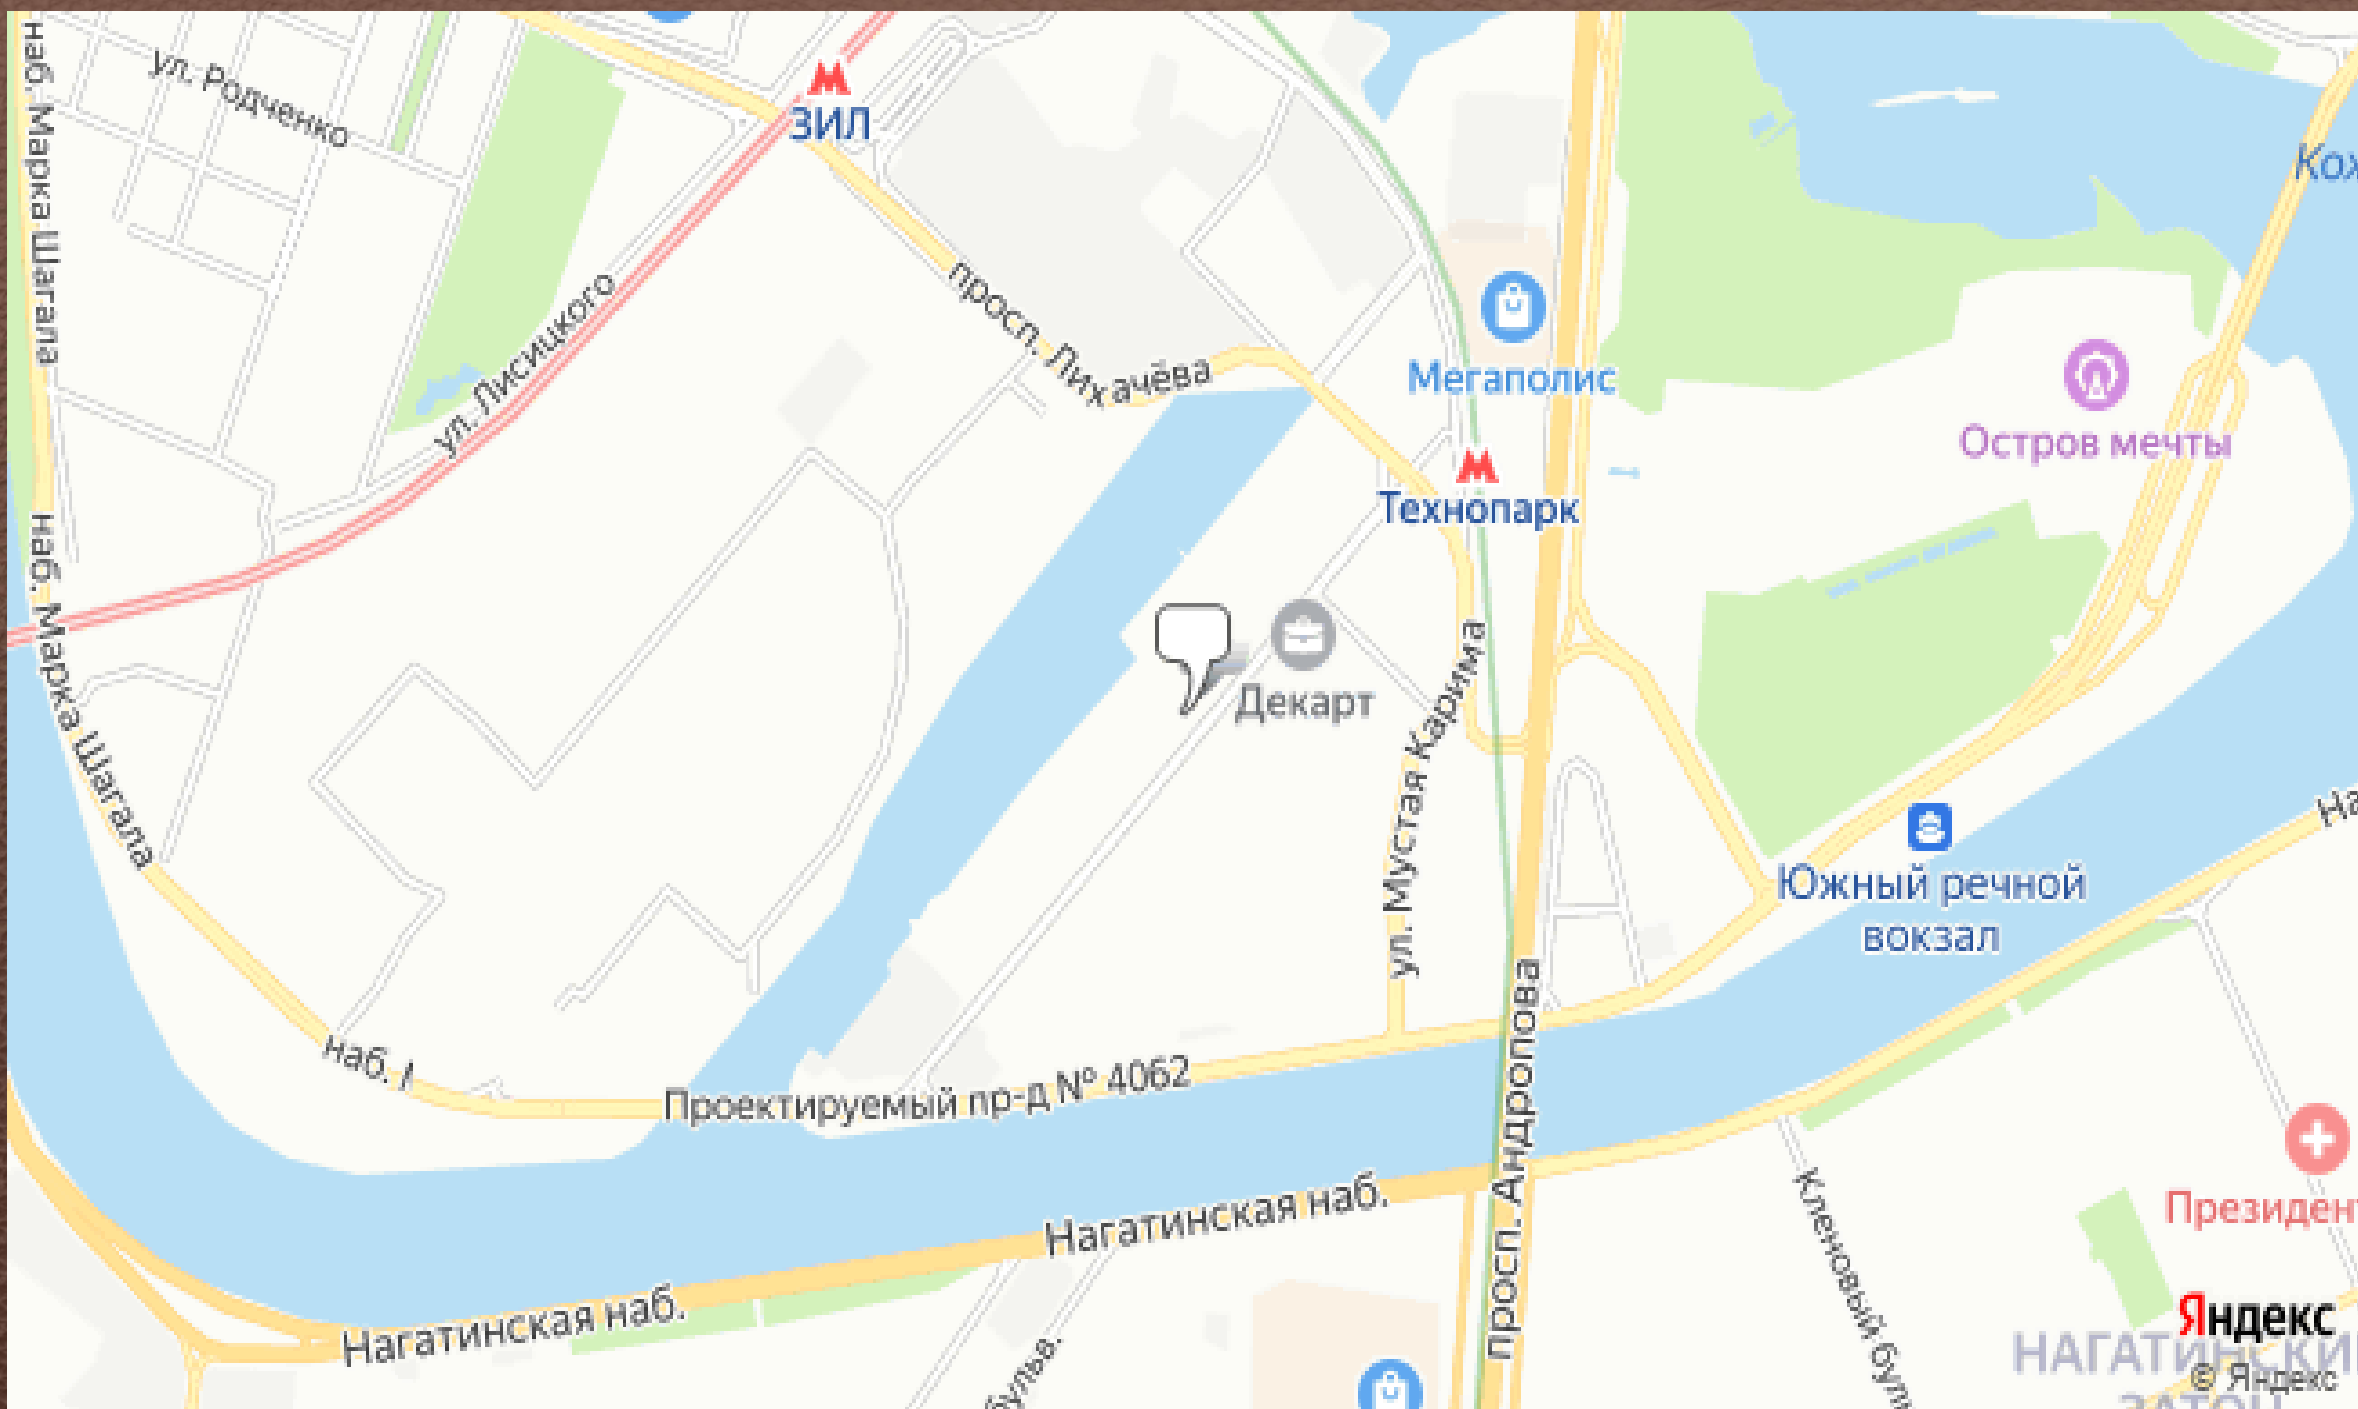 наб. Марка Шагала
ул. Родченко
ЗИЛ
просп. Лихачёва
ул. Лисицкого
Мегаполис
Остров мечты
Технопарк
наб. Марка Шагала
Декарт
ул. Мустая Карима
Южный речной
вокзал
наб.
Проектируемый пр-д № 4062
просп. Андропова
Нагатинская наб.
Нагатинская наб.
Кленовый
Яндекс
© Яндекс